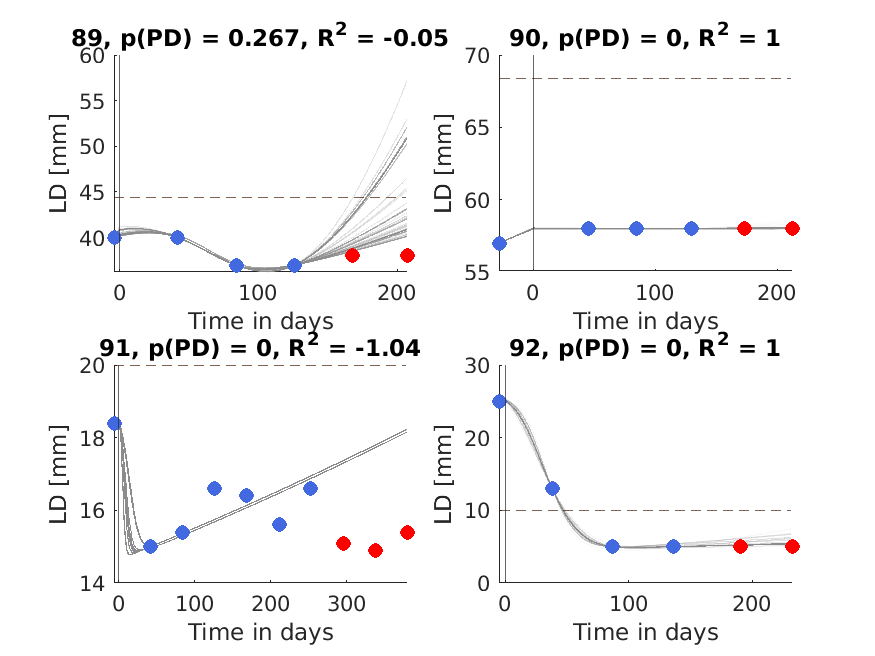 89, p(PD) = 0.267, R² = -0.05
90, p(PD) = 0, R² = 1
60
55
50
45
40
LD [mm]
0
100
200
Time in days
70
65
60
55
LD [mm]
0
100
200
Time in days
91, p(PD) = 0, R² = -1.04
92, p(PD) = 0, R² = 1
20
18
16
14
LD [mm]
0
100
200
300
Time in days
30
20
10
0
LD [mm]
0
100
200
Time in days